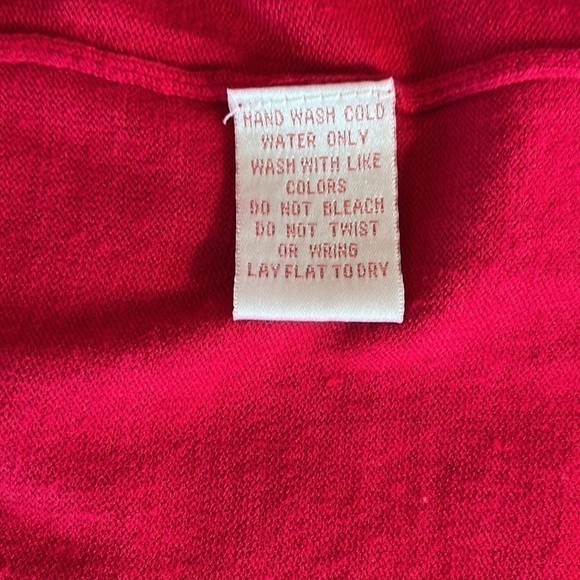 HAND WASH COLD
WATER ONLY
WASH WITH LIKE
COLORS
DO NOT BLEACH
DO NOT TWIST
OR WRING
LAY FLAT TO DRY